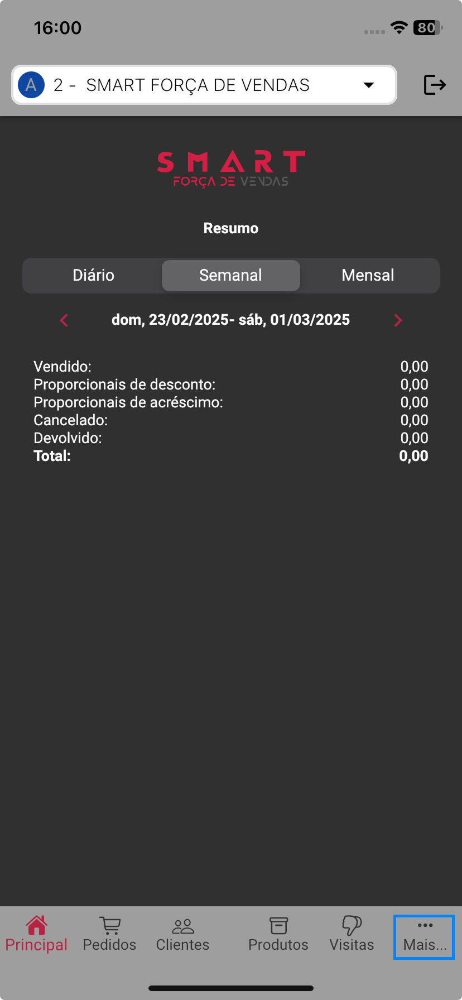 16:00
80
A 2 - SMART FORÇA DE VENDAS
SMART
FORÇA DE VENDAS
Resumo
Diário Semanal Mensal
dom, 23/02/2025- sáb, 01/03/2025
Vendido: 0,00
Proporcionais de desconto: 0,00
Proporcionais de acréscimo: 0,00
Cancelado: 0,00
Devolvido: 0,00
Total: 0,00
Principal Pedidos Clientes Produtos Visitas Mais...